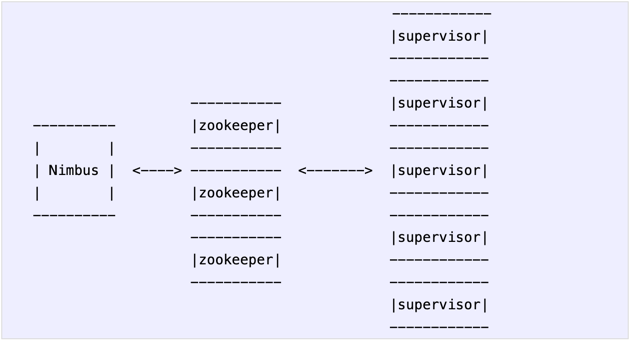 ------------
                                            |supervisor|
                                            ------------
                                            ------------
                    -----------             |supervisor|
 ----------         |zookeeper|             ------------
 |        |         -----------             ------------
 | Nimbus |  <----> -----------  <------->  |supervisor|
 |        |         |zookeeper|             ------------
 ----------         -----------             ------------
                    -----------             |supervisor|
                    |zookeeper|             ------------
                    -----------             ------------
                                            |supervisor|
                                            ------------